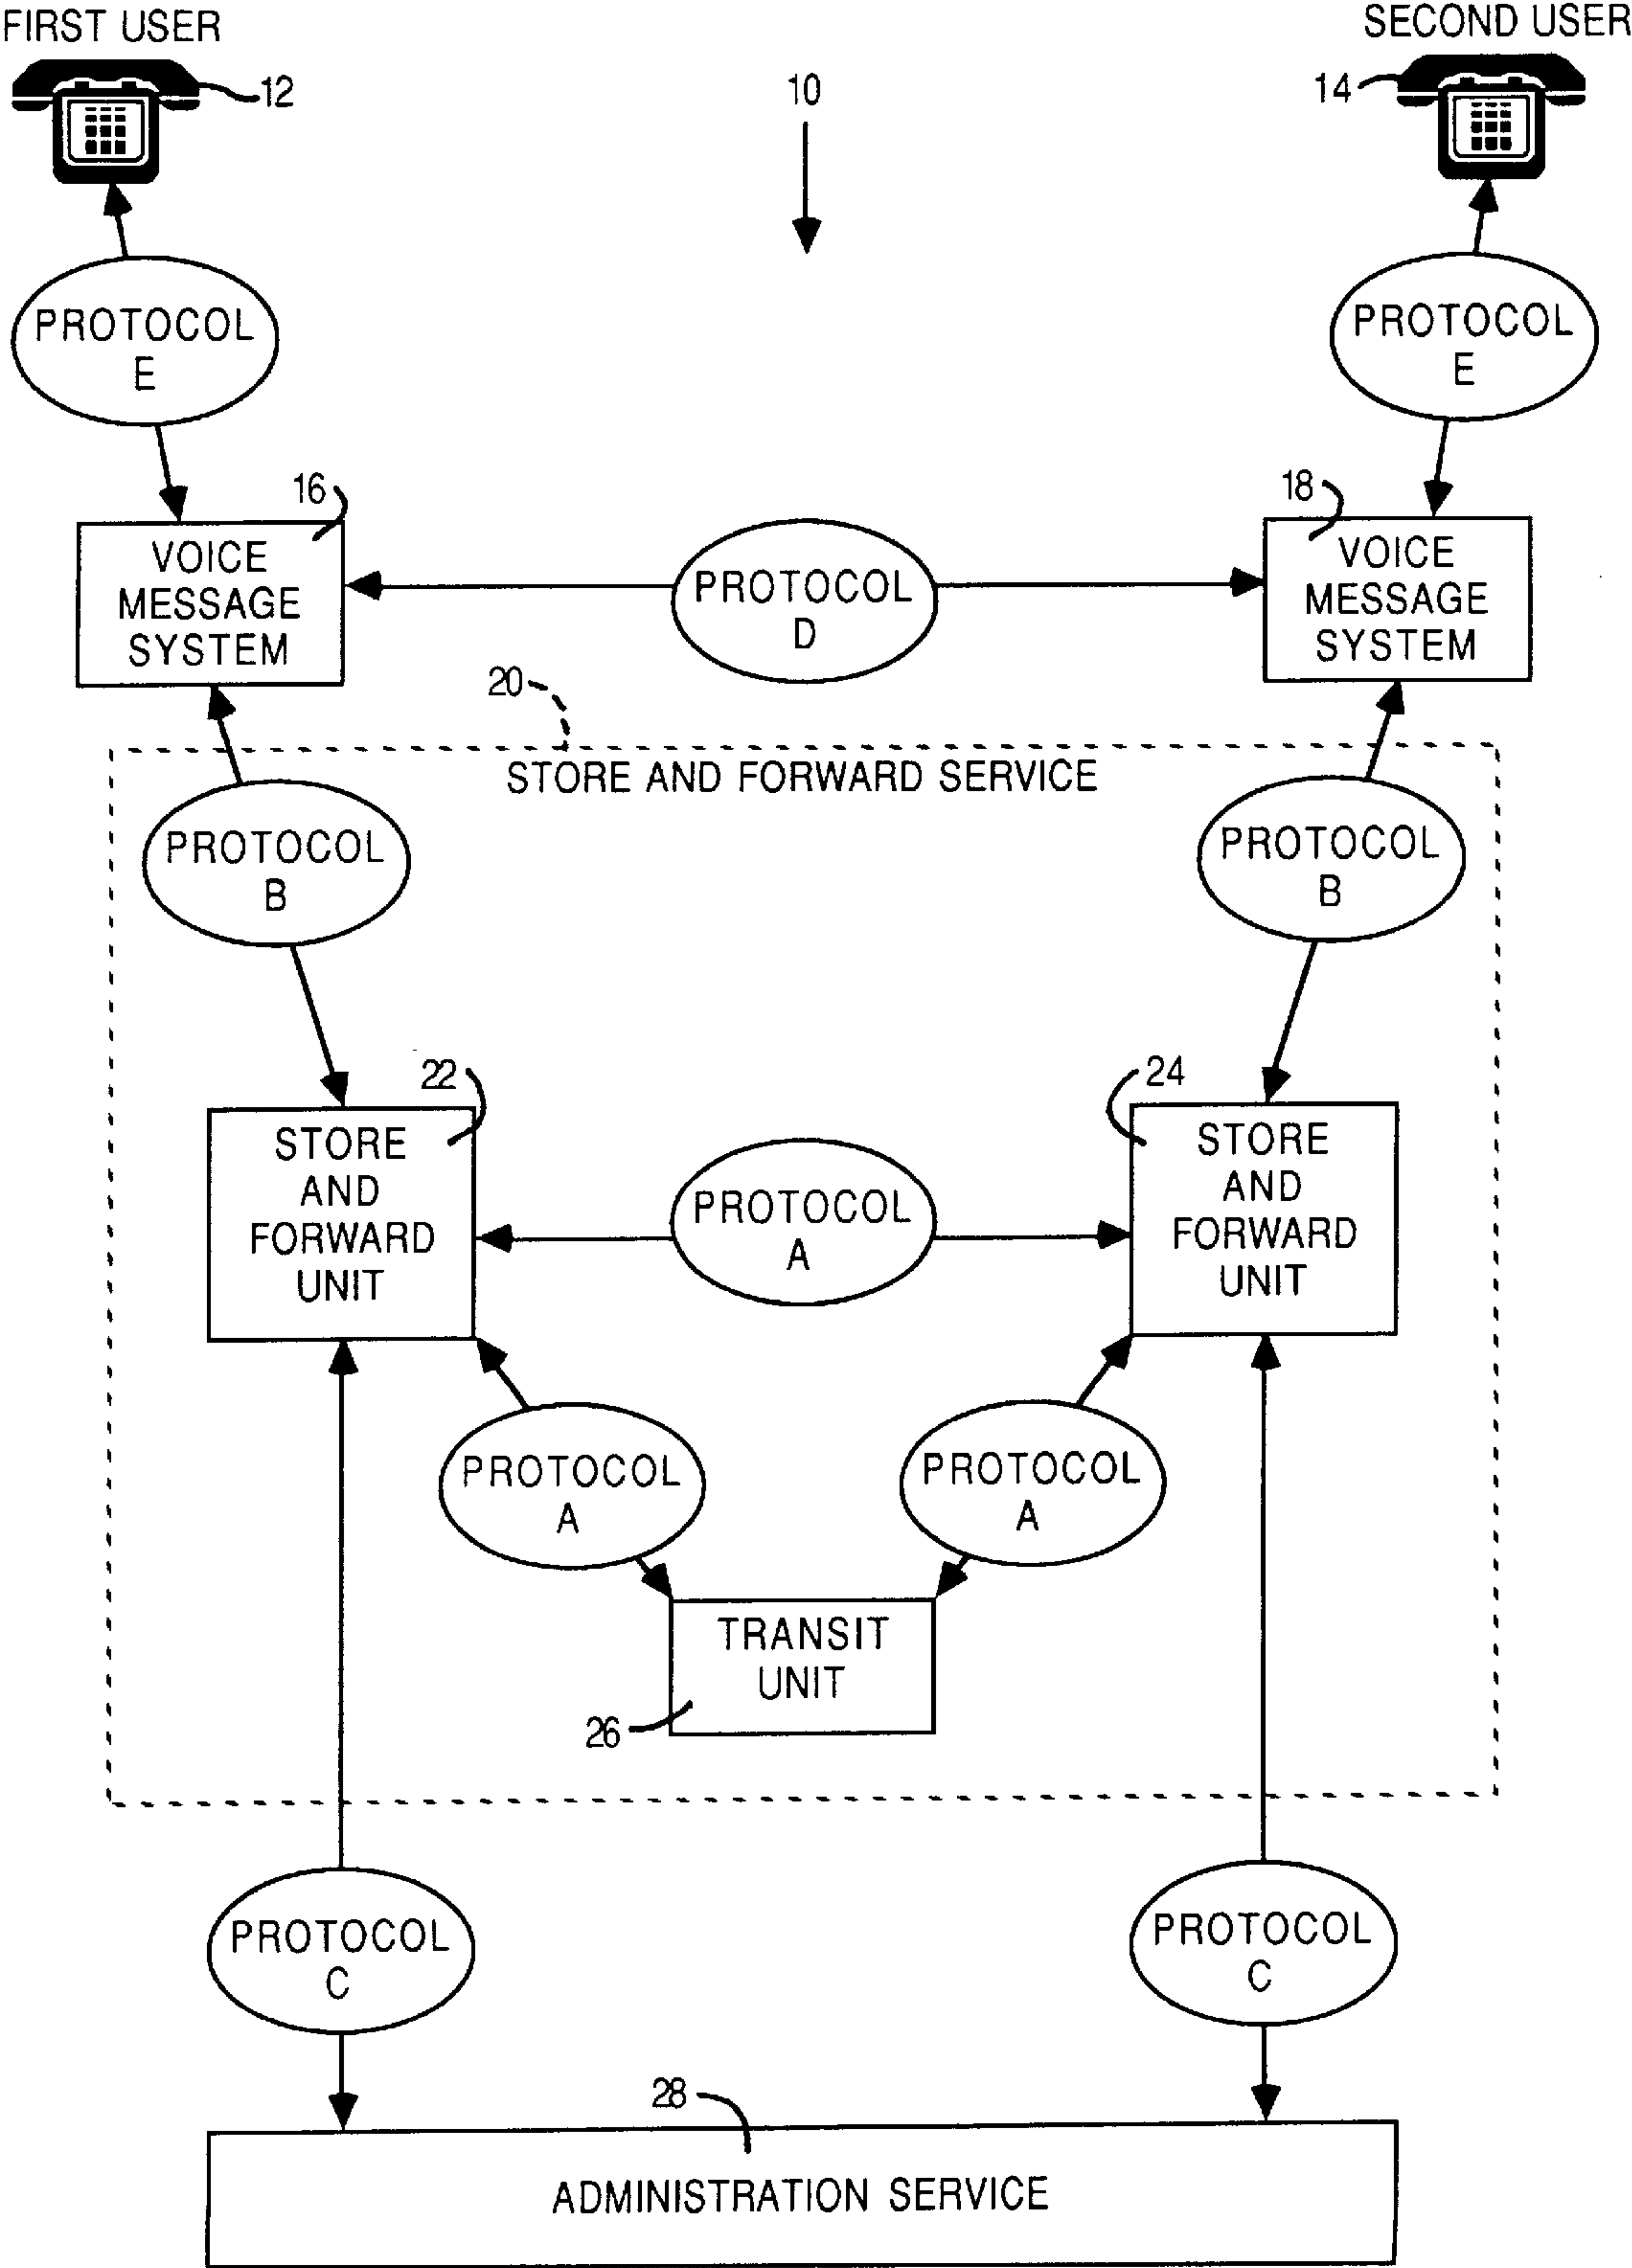 FIRST USER
SECOND USER
12
10
14
PROTOCOL
E
PROTOCOL
E
16
18
VOICE
MESSAGE
SYSTEM
PROTOCOL
D
VOICE
MESSAGE
SYSTEM
20
STORE AND FORWARD SERVICE
PROTOCOL
B
PROTOCOL
B
22
24
STORE
AND
FORWARD
UNIT
PROTOCOL
A
STORE
AND
FORWARD
UNIT
PROTOCOL
A
PROTOCOL
A
TRANSIT
UNIT
26
PROTOCOL
C
PROTOCOL
C
28
ADMINISTRATION SERVICE